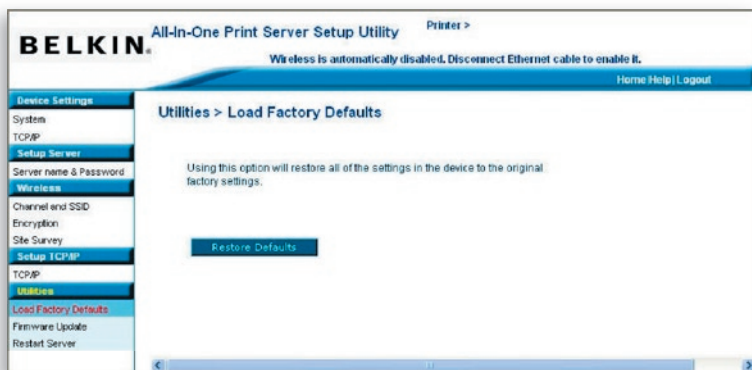 BELKIN.
All-In-One Print Server Setup Utility
Printer >
Wireless is automatically disabled. Disconnect Ethernet cable to enable it.
Home|Help|Logout
Device Settings
System
TCP/IP
Setup Server
Server name & Password
Wireless
Channel and SSID
Encryption
Site Survey
Setup TCP/IP
TCP/IP
Utilities
Load Factory Defaults
Firmware Update
Restart Server
Utilities > Load Factory Defaults
Using this option will restore all of the settings in the device to the original
factory settings.
Restore Defaults